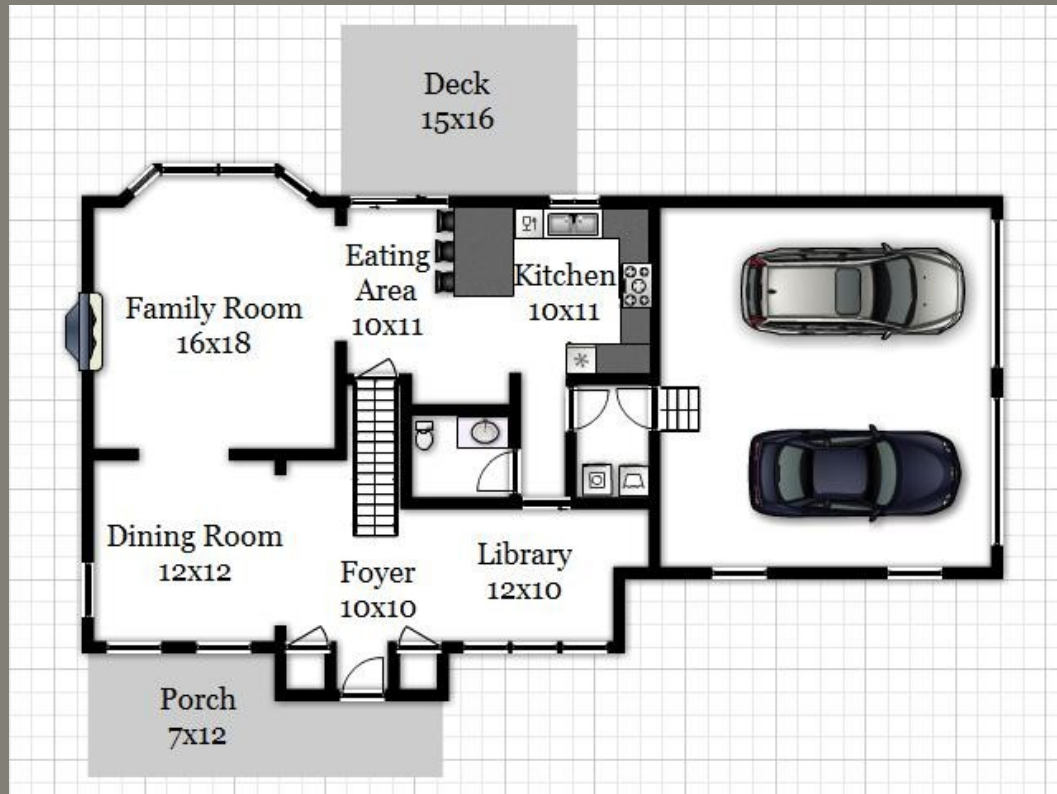 Deck
15x16
Eating
Area
10x11
Kitchen
10x11
Family Room
16x18
Dining Room
12x12
Foyer
10x10
Library
12x10
Porch
7x12